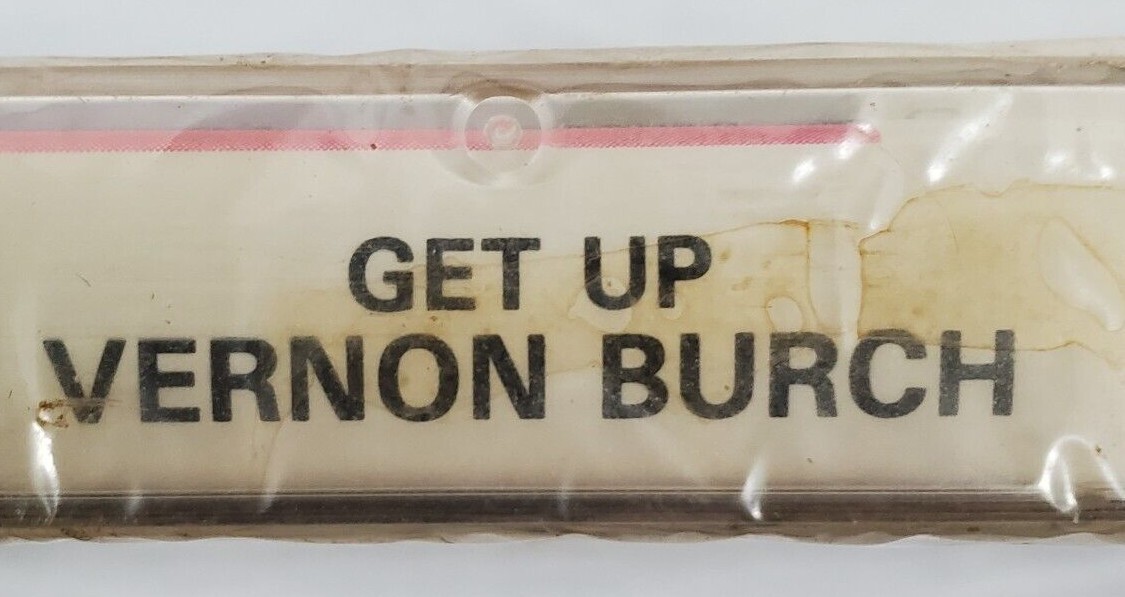 GET UP
VERNON BURCH